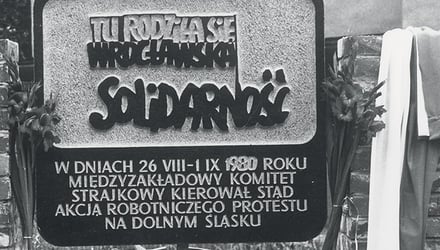 TU RODZIŁA SIĘ
WROCŁAWSKA
SOLiDARNOŚĆ
W DNIACH 26 VIII-I IX 1980 ROKU
MIĘDZYZAKŁADOWY KOMITET
STRAJKOWY KIEROWAŁ STĄD
AKCJĄ ROBOTNICZEGO PROTESTU
NA DOLNYM ŚLĄSKU